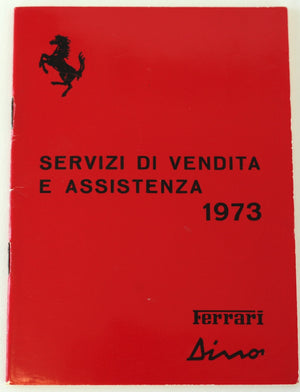 SERVIZI DI VENDITA
E ASSISTENZA
1973
Ferrari
Dino